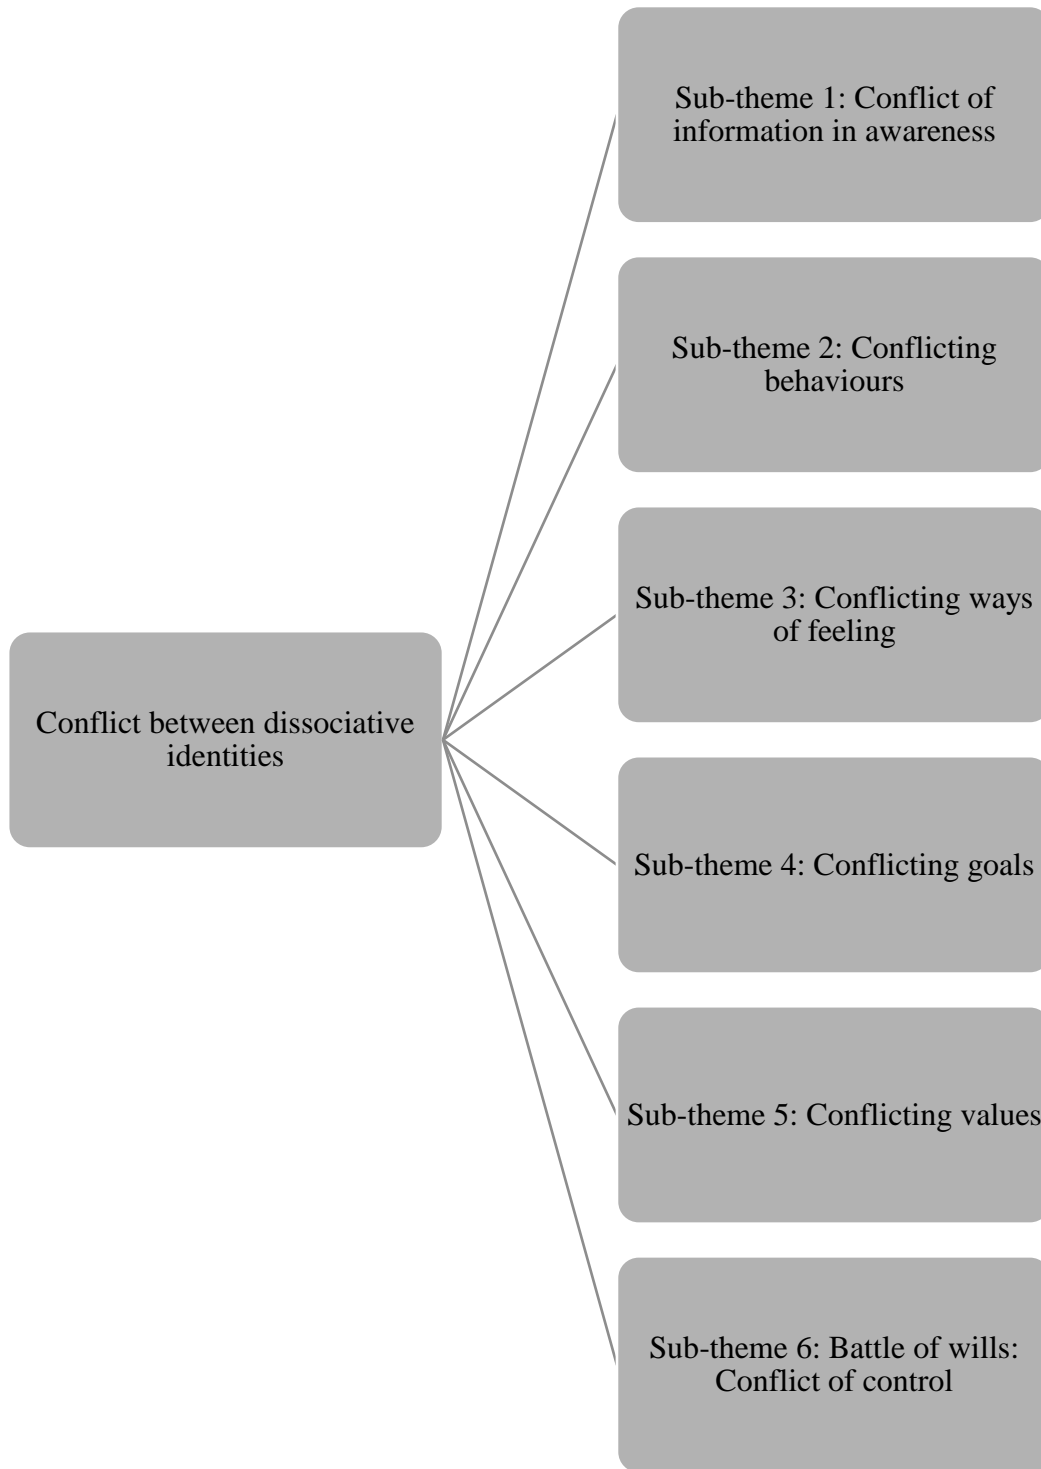 Sub-theme 1: Conflict of
information in awareness
Sub-theme 2: Conflicting
behaviours
Sub-theme 3: Conflicting ways
of feeling
Conflict between dissociative
identities
Sub-theme 4: Conflicting goals
Sub-theme 5: Conflicting values
Sub-theme 6: Battle of wills:
Conflict of control